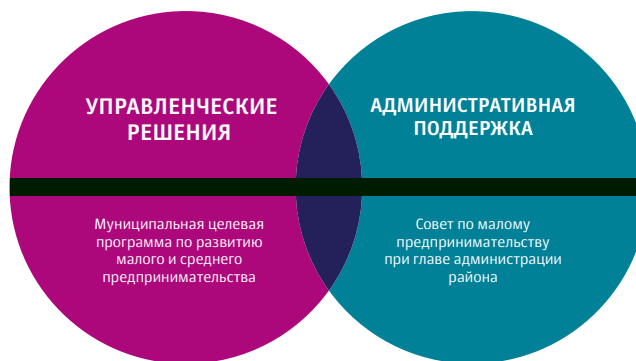 УПРАВЛЕНЧЕСКИЕ
РЕШЕНИЯ
Муниципальная целевая
программа по развитию
малого и среднего
предпринимательства
АДМИНИСТРАТИВНАЯ
ПОДДЕРЖКА
Совет по малому
предпринимательству
при главе администрации
района